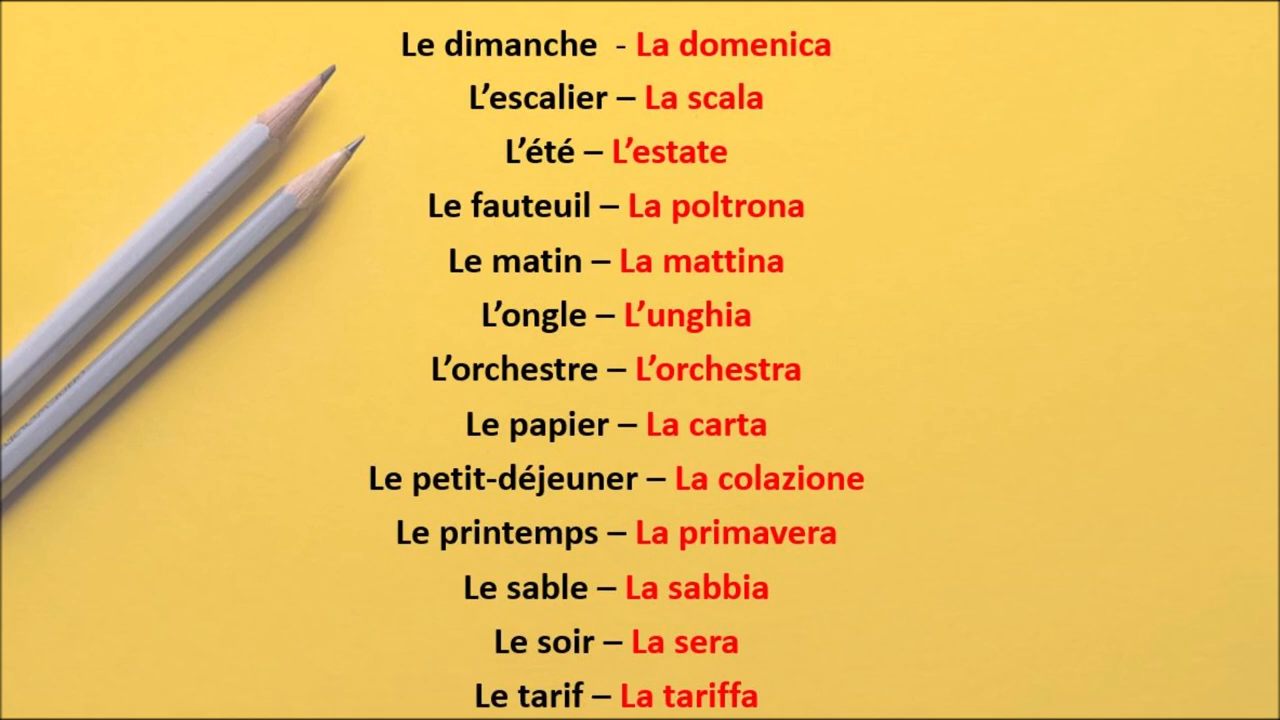 Le dimanche - La domenica
L’escalier – La scala
L’été – L’estate
Le fauteuil – La poltrona
Le matin – La mattina
L’ongle – L’unghia
L’orchestre – L’orchestra
Le papier – La carta
Le petit-déjeuner – La colazione
Le printemps – La primavera
Le sable – La sabbia
Le soir – La sera
Le tarif – La tariffa